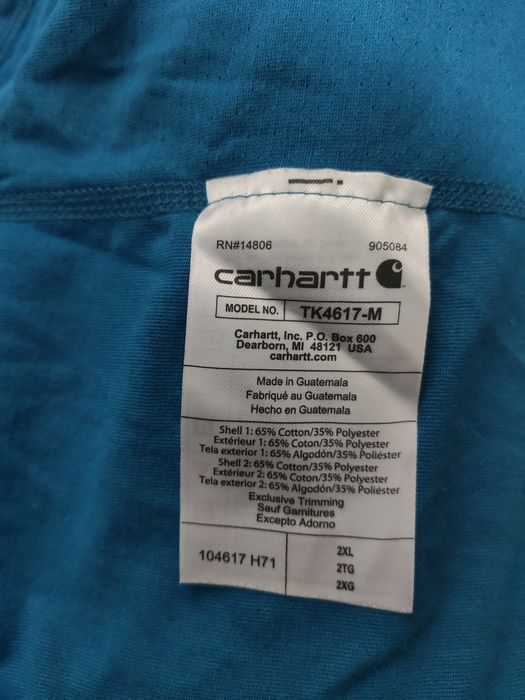 RN#14806 905084
carhartt
MODEL NO. TK4617-M
Carhartt, Inc. P.O. Box 600
Dearborn, MI 48121 USA
carhartt.com
Made in Guatemala
Fabriqué au Guatemala
Hecho en Guatemala
Shell 1: 65% Cotton/35% Polyester
Extérieur 1: 65% Cotton/35% Polyester
Tela exterior 1: 65% Algodón/35% Poliéster
Shell 2: 65% Cotton/35% Polyester
Extérieur 2: 65% Cotton/35% Polyester
Tela exterior 2: 65% Algodón/35% Poliéster
Exclusive Trimming
Sauf Garnitures
Excepto Adorno
104617 H71
2XL
2TG
2XG